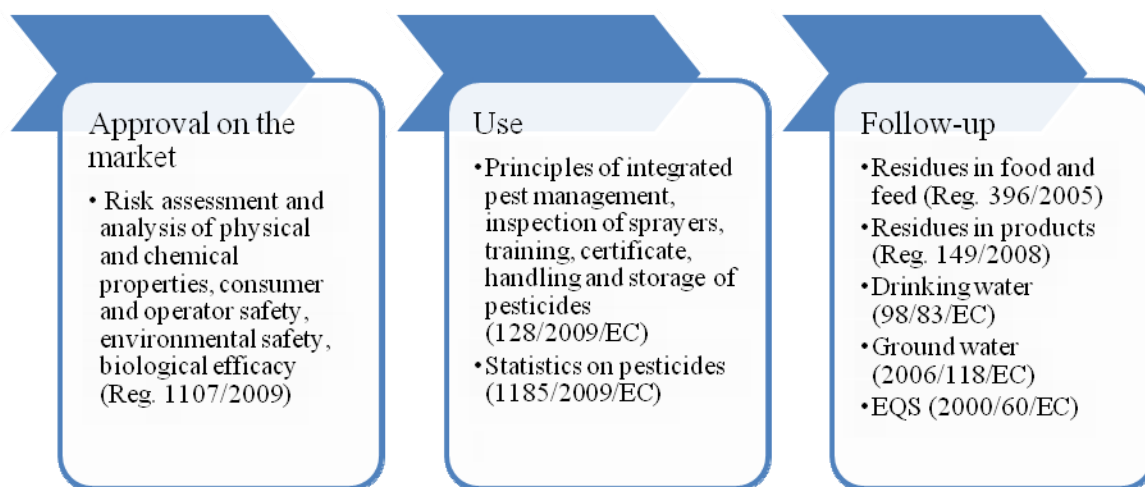 Approval on the
market
• Risk assessment and
analysis of physical
and chemical
properties, consumer
and operator safety,
environmental safety,
biological efficacy
(Reg. 1107/2009)
Use
•Principles of integrated
pest management,
inspection of sprayers,
training, certificate,
handling and storage of
pesticides
(128/2009/EC)
•Statistics on pesticides
(1185/2009/EC)
Follow-up
•Residues in food and
feed (Reg. 396/2005)
•Residues in products
(Reg. 149/2008)
•Drinking water
(98/83/EC)
•Ground water
(2006/118/EC)
•EQS (2000/60/EC)